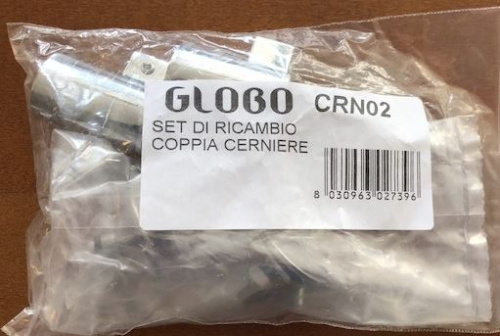 GLOBO CRN02
SET DI RICAMBIO
COPPIA CERNIERE
8 030963 027396